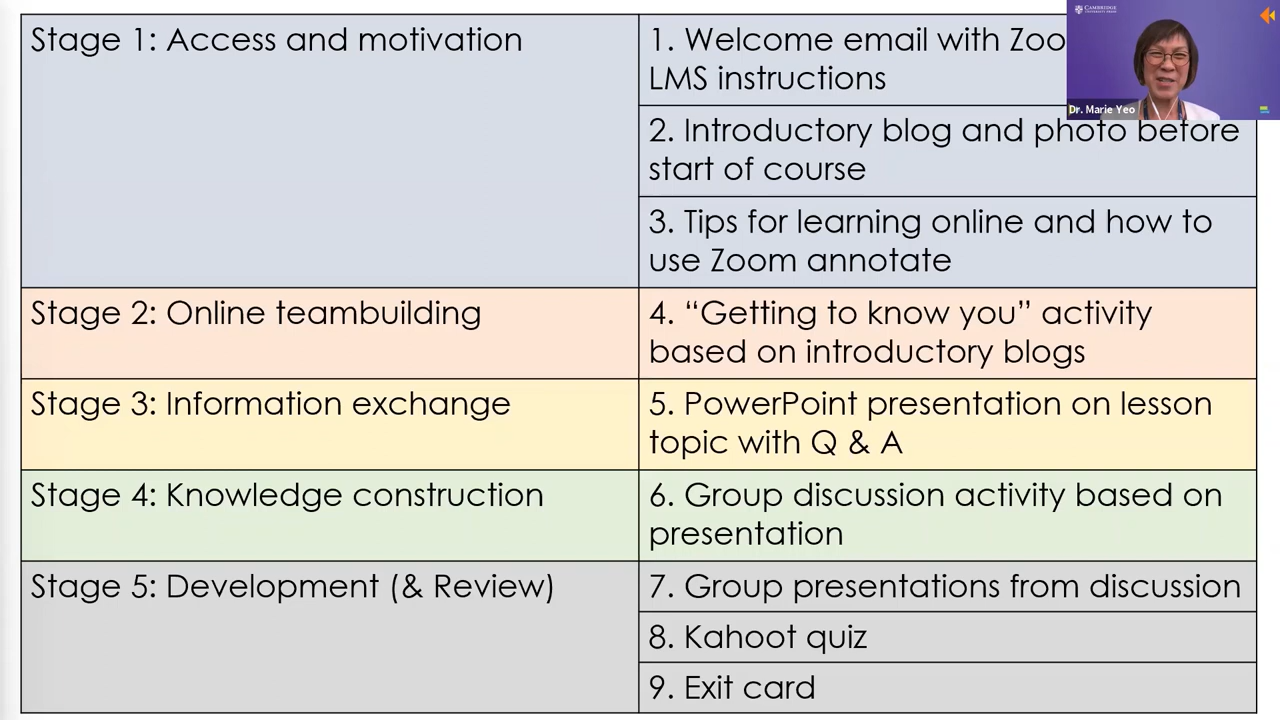 Stage 1: Access and motivation
1. Welcome email with
LMS instructions
2. Introductory blog and photo before
start of course
3. Tips for learning online and how to
use Zoom annotate
Stage 2: Online teambuilding
4. “Getting to know you” activity
based on introductory blogs
Stage 3: Information exchange
5. PowerPoint presentation on lesson
topic with Q & A
Stage 4: Knowledge construction
6. Group discussion activity based on
presentation
Stage 5: Development (& Review)
7. Group presentations from discussion
8. Kahoot quiz
9. Exit card
CAMBRIDGE
UNIVERSITY PRESS
Dr. Marie Yeo